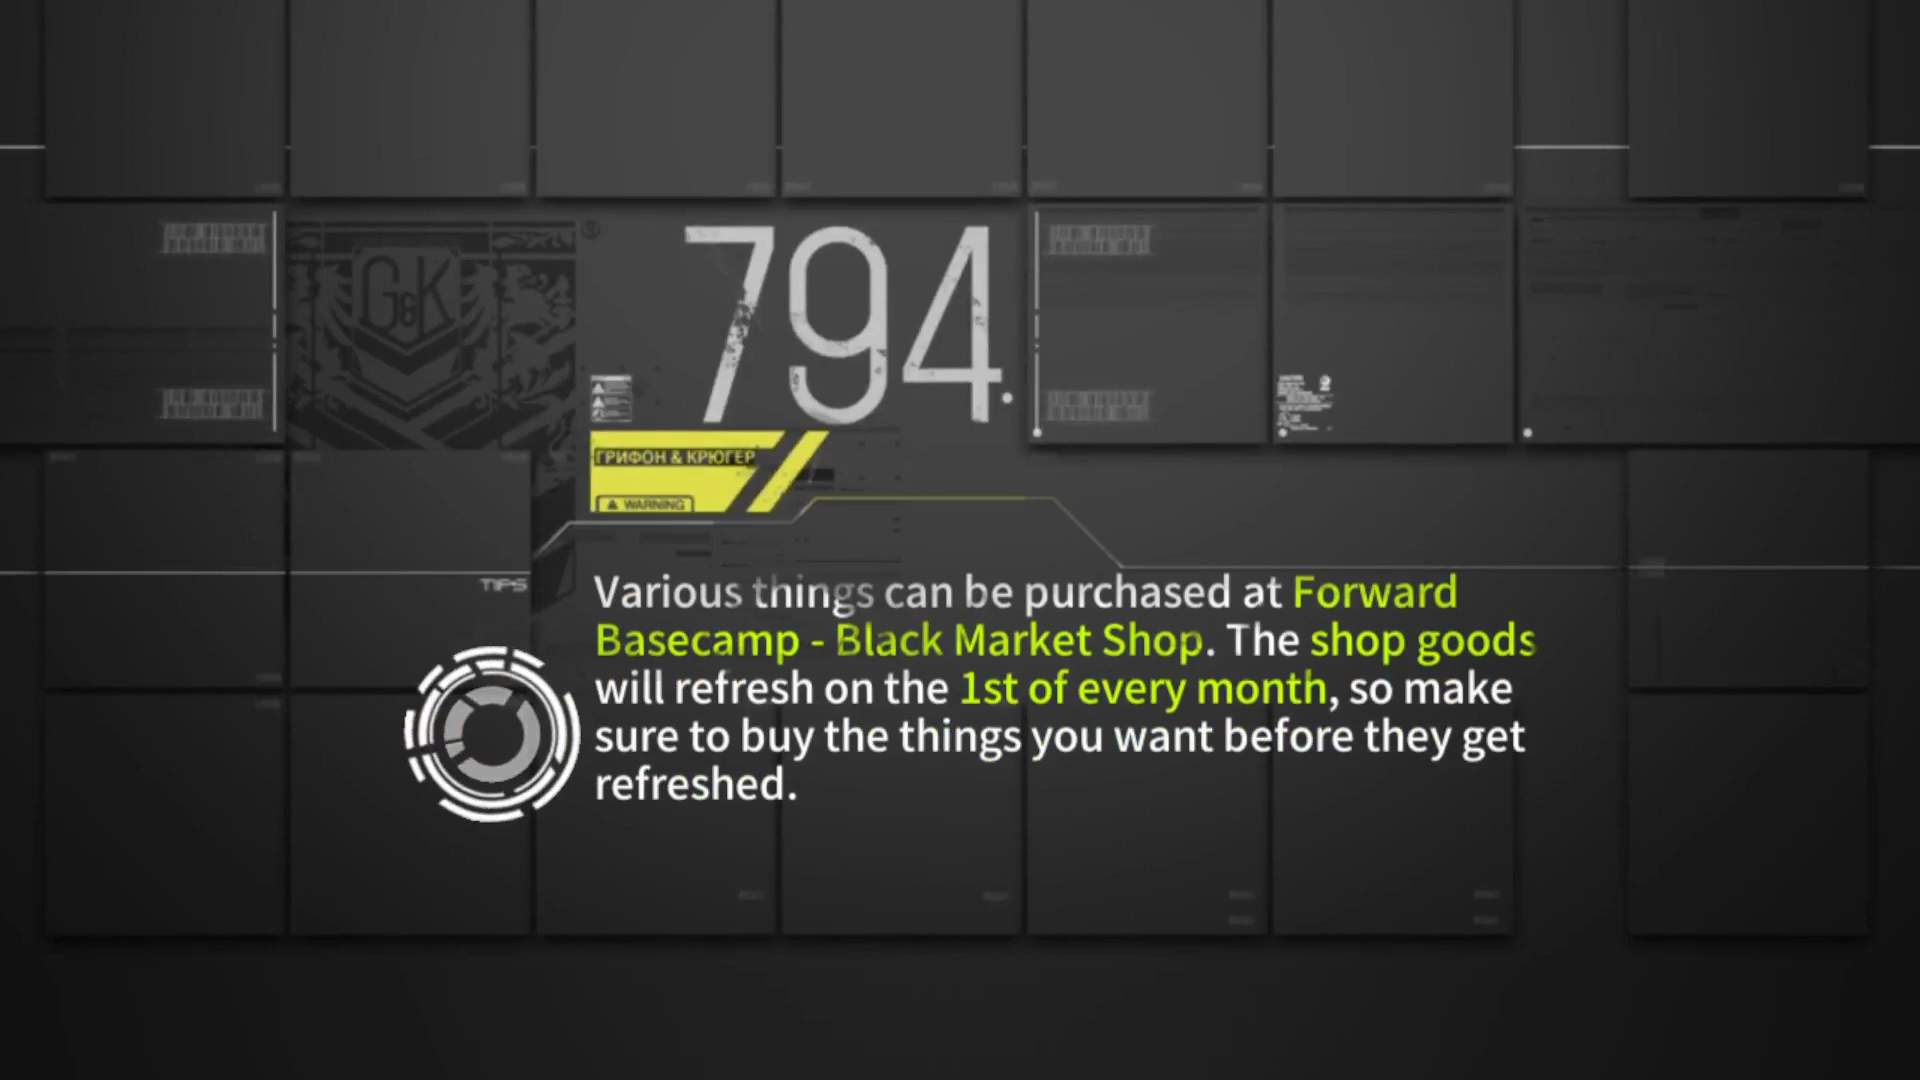 G&K
794.
ГРИФОН & КРЮГЕР
WARNING
TIPS
Various things can be purchased at Forward
Basecamp - Black Market Shop. The shop goods
will refresh on the 1st of every month, so make
sure to buy the things you want before they get
refreshed.